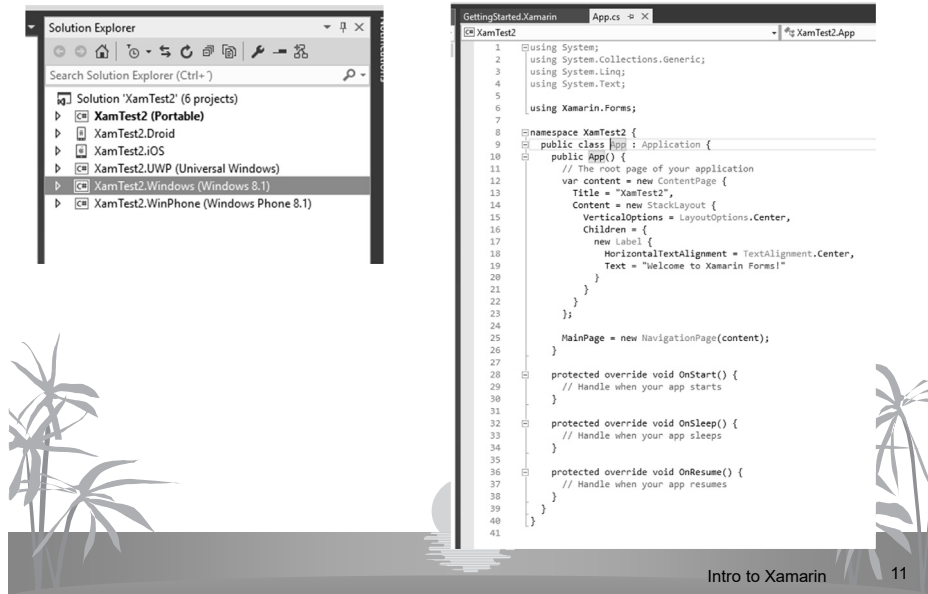 Solution Explorer
Search Solution Explorer (Ctrl+´)
Solution 'XamTest2' (6 projects)
XamTest2 (Portable)
XamTest2.Droid
XamTest2.iOS
XamTest2.UWP (Universal Windows)
XamTest2.Windows (Windows 8.1)
XamTest2.WinPhone (Windows Phone 8.1)
GettingStarted.Xamarin App.cs
XamTest2 XamTest2.App
1 using System;
2 using System.Collections.Generic;
3 using System.Linq;
4 using System.Text;
5
6 using Xamarin.Forms;
7
8 namespace XamTest2 {
9 public class App : Application {
10 public App() {
11 // The root page of your application
12 var content = new ContentPage {
13 Title = "XamTest2",
14 Content = new StackLayout {
15 VerticalOptions = LayoutOptions.Center,
16 Children = {
17 new Label {
18 HorizontalTextAlignment = TextAlignment.Center,
19 Text = "Welcome to Xamarin Forms!"
20 }
21 }
22 }
23 };
24
25 MainPage = new NavigationPage(content);
26 }
27
28 protected override void OnStart() {
29 // Handle when your app starts
30 }
31
32 protected override void OnSleep() {
33 // Handle when your app sleeps
34 }
35
36 protected override void OnResume() {
37 // Handle when your app resumes
38 }
39 }
40 }
41
Intro to Xamarin 11